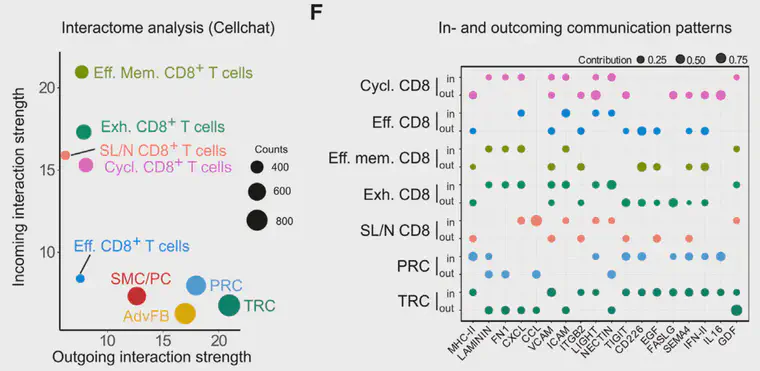 Interactome analysis (Cellchat)
Incoming interaction strength
20
15
10
10
15
20
Outgoing interaction strength
Eff. Mem. CD8+ T cells
Exh. CD8+ T cells
SL/N CD8+ T cells
Cycl. CD8+ T cells
Eff. CD8+ T cells
SMC/PC
PRC
AdvFB
TRC
Counts
400
600
800
F
In- and outcoming communication patterns
Contribution 0.25 0.50 0.75
Cycl. CD8 in
out
Eff. CD8 in
out
Eff. mem. CD8 in
out
Exh. CD8 in
out
SL/N CD8 in
out
PRC in
out
TRC in
out
MHC-II
LAMININ
FN1
CXCL
CCL
VCAM
ICAM
ITGB2
LIGHT
NECTIN
TIGIT
CD226
EGF
FASLG
SEMA4
IFN-II
IL16
GDF